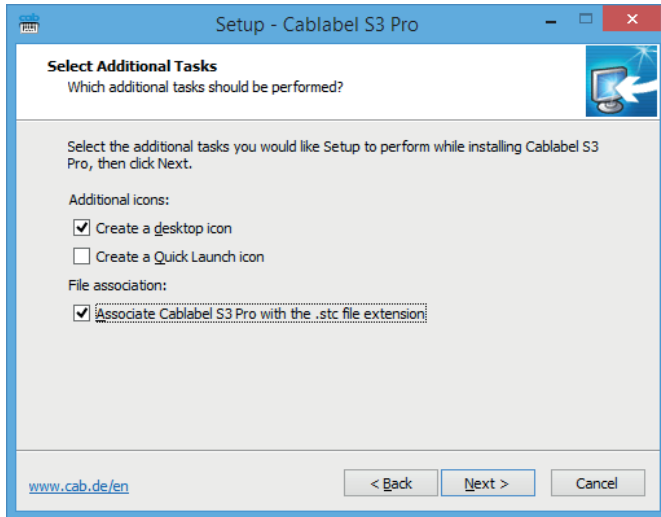 cab
Setup - Cablabel S3 Pro
Select Additional Tasks
Which additional tasks should be performed?
Select the additional tasks you would like Setup to perform while installing Cablabel S3
Pro, then click Next.
Additional icons:
Create a desktop icon
Create a Quick Launch icon
File association:
Associate Cablabel S3 Pro with the .stc file extension
www.cab.de/en
< Back
Next >
Cancel